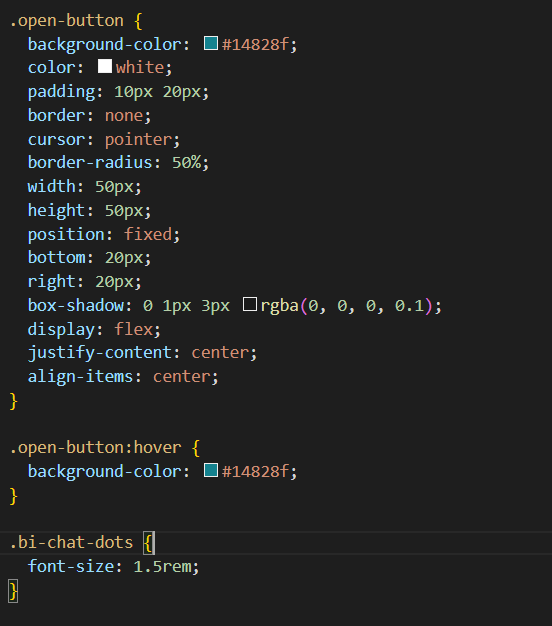 .open-button {
  background-color: #14828f;
  color: white;
  padding: 10px 20px;
  border: none;
  cursor: pointer;
  border-radius: 50%;
  width: 50px;
  height: 50px;
  position: fixed;
  bottom: 20px;
  right: 20px;
  box-shadow: 0 1px 3px rgba(0, 0, 0, 0.1);
  display: flex;
  justify-content: center;
  align-items: center;
}

.open-button:hover {
  background-color: #14828f;
}

.bi-chat-dots {
  font-size: 1.5rem;
}